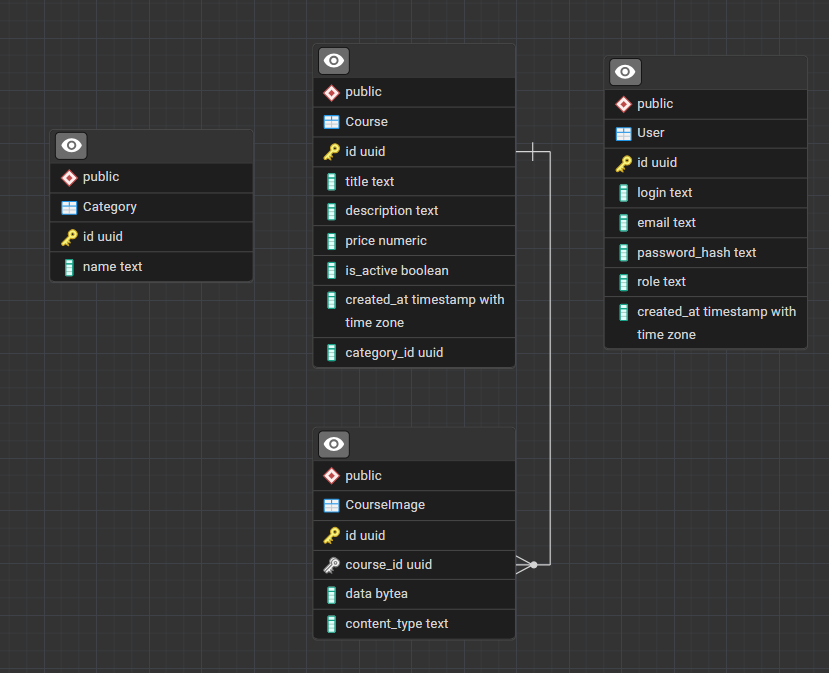 public
Category
id uuid
name text
public
Course
id uuid
title text
description text
price numeric
is_active boolean
created_at timestamp with
time zone
category_id uuid
public
CourseImage
id uuid
course_id uuid
data bytea
content_type text
public
User
id uuid
login text
email text
password_hash text
role text
created_at timestamp with
time zone